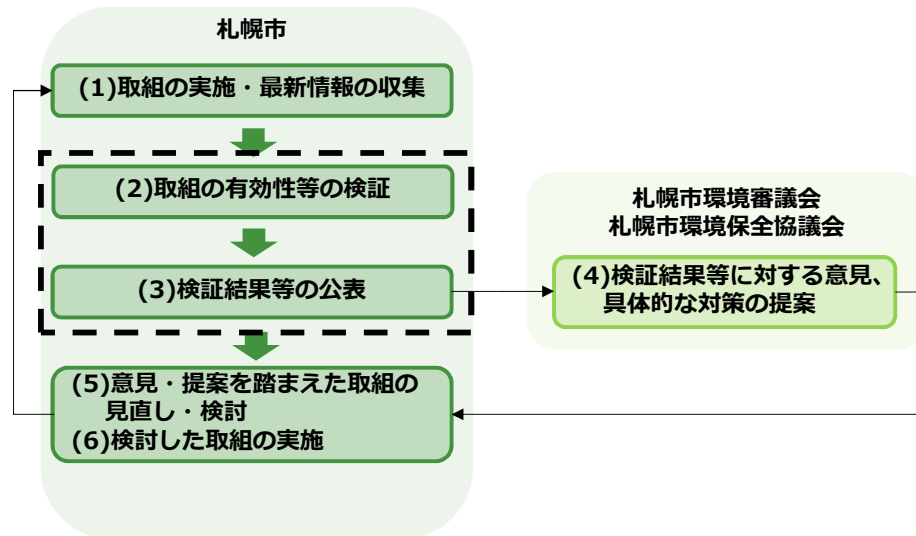 札幌市
(1)取組の実施・最新情報の収集
(2)取組の有効性等の検証
(3)検証結果等の公表
札幌市環境審議会
札幌市環境保全協議会
(4)検証結果等に対する意見、
具体的な対策の提案
(5)意見・提案を踏まえた取組の
見直し・検討
(6)検討した取組の実施